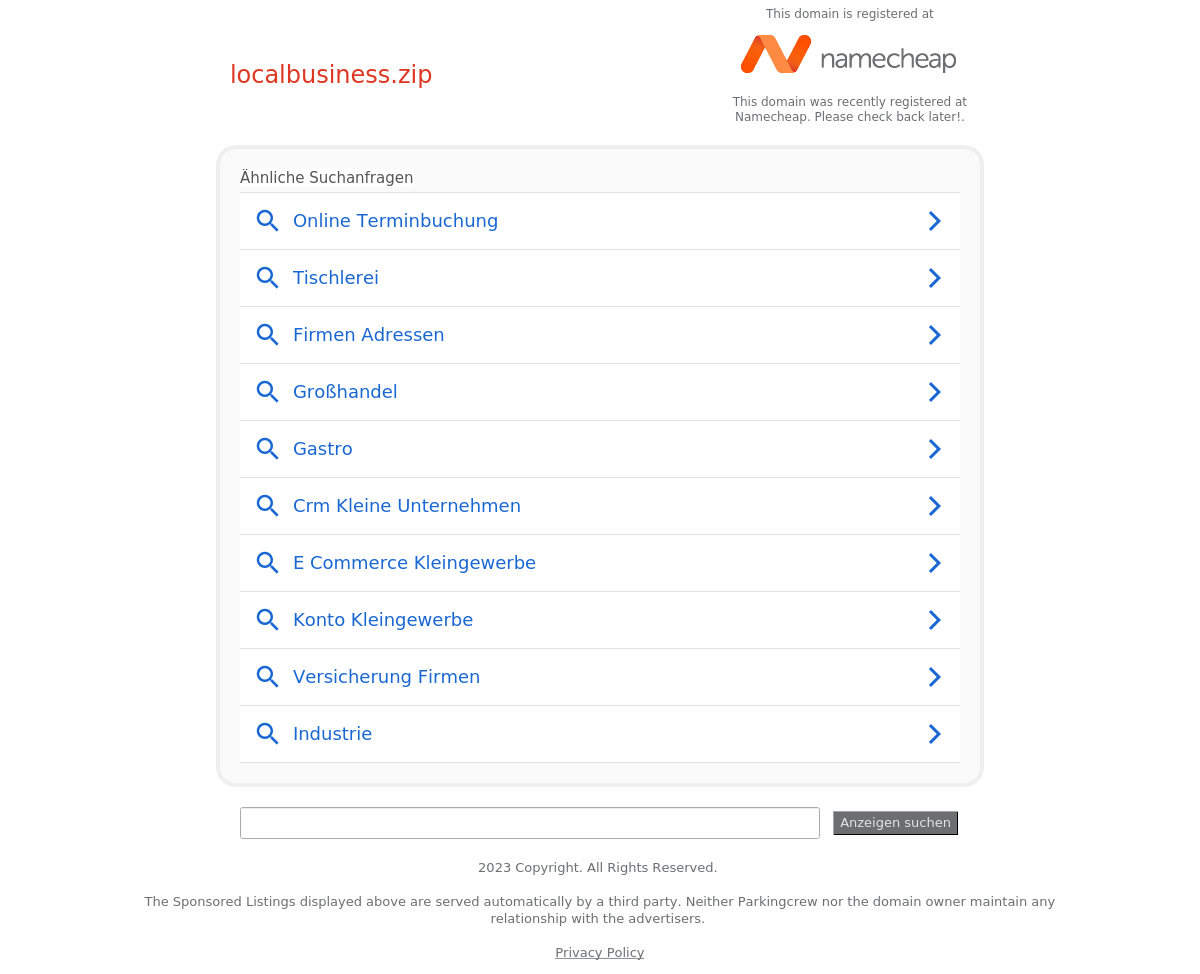 This domain is registered at
namecheap
localbusiness.zip
This domain was recently registered at
Namecheap. Please check back later!.
Ähnliche Suchanfragen
Online Terminbuchung
Tischlerei
Firmen Adressen
Großhandel
Gastro
Crm Kleine Unternehmen
E Commerce Kleingewerbe
Konto Kleingewerbe
Versicherung Firmen
Industrie
Anzeigen suchen
2023 Copyright. All Rights Reserved.
The Sponsored Listings displayed above are served automatically by a third party. Neither Parkingcrew nor the domain owner maintain any
relationship with the advertisers.
Privacy Policy